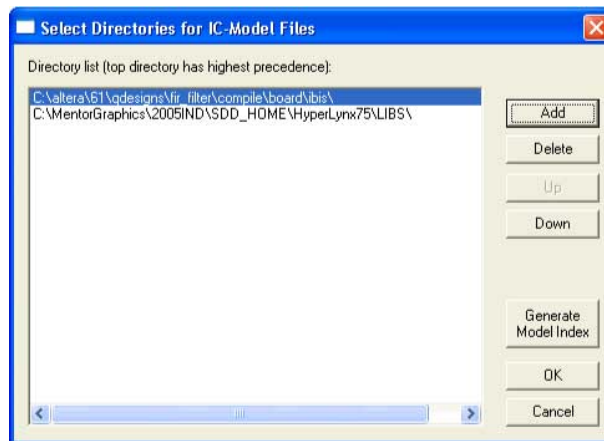 Select Directories for IC-Model Files
Directory list (top directory has highest precedence):
C:\altera\61\qdesigns\fir_filter\compile\board\ibis\
C:\MentorGraphics\2005IND\SDD_HOME\HyperLynx75\LIBS\
Add
Delete
Up
Down
Generate
Model Index
OK
Cancel